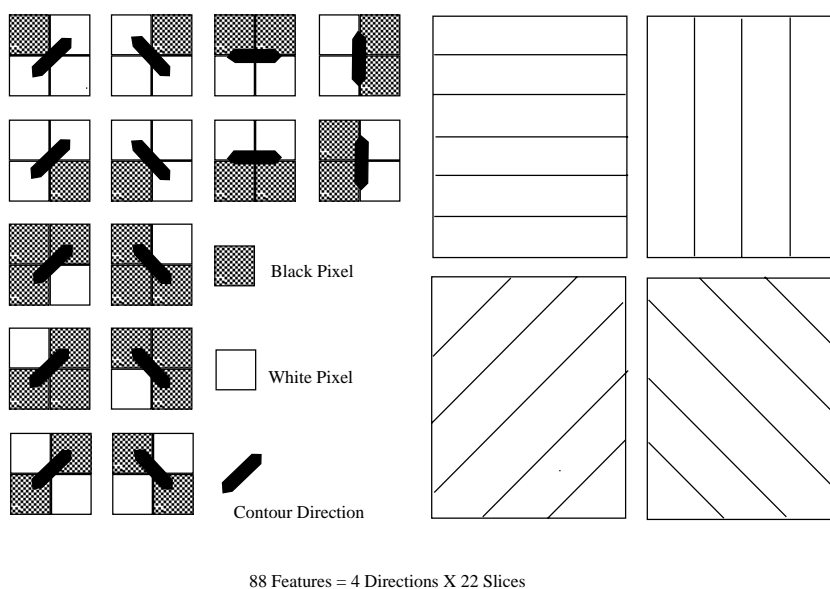 Black Pixel
White Pixel
Contour Direction
88 Features = 4 Directions X 22 Slices